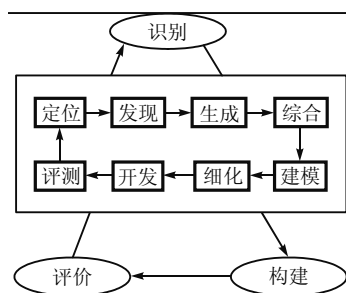 识别
定位 发现 生成 综合
评测 开发 细化 建模
评价 构建